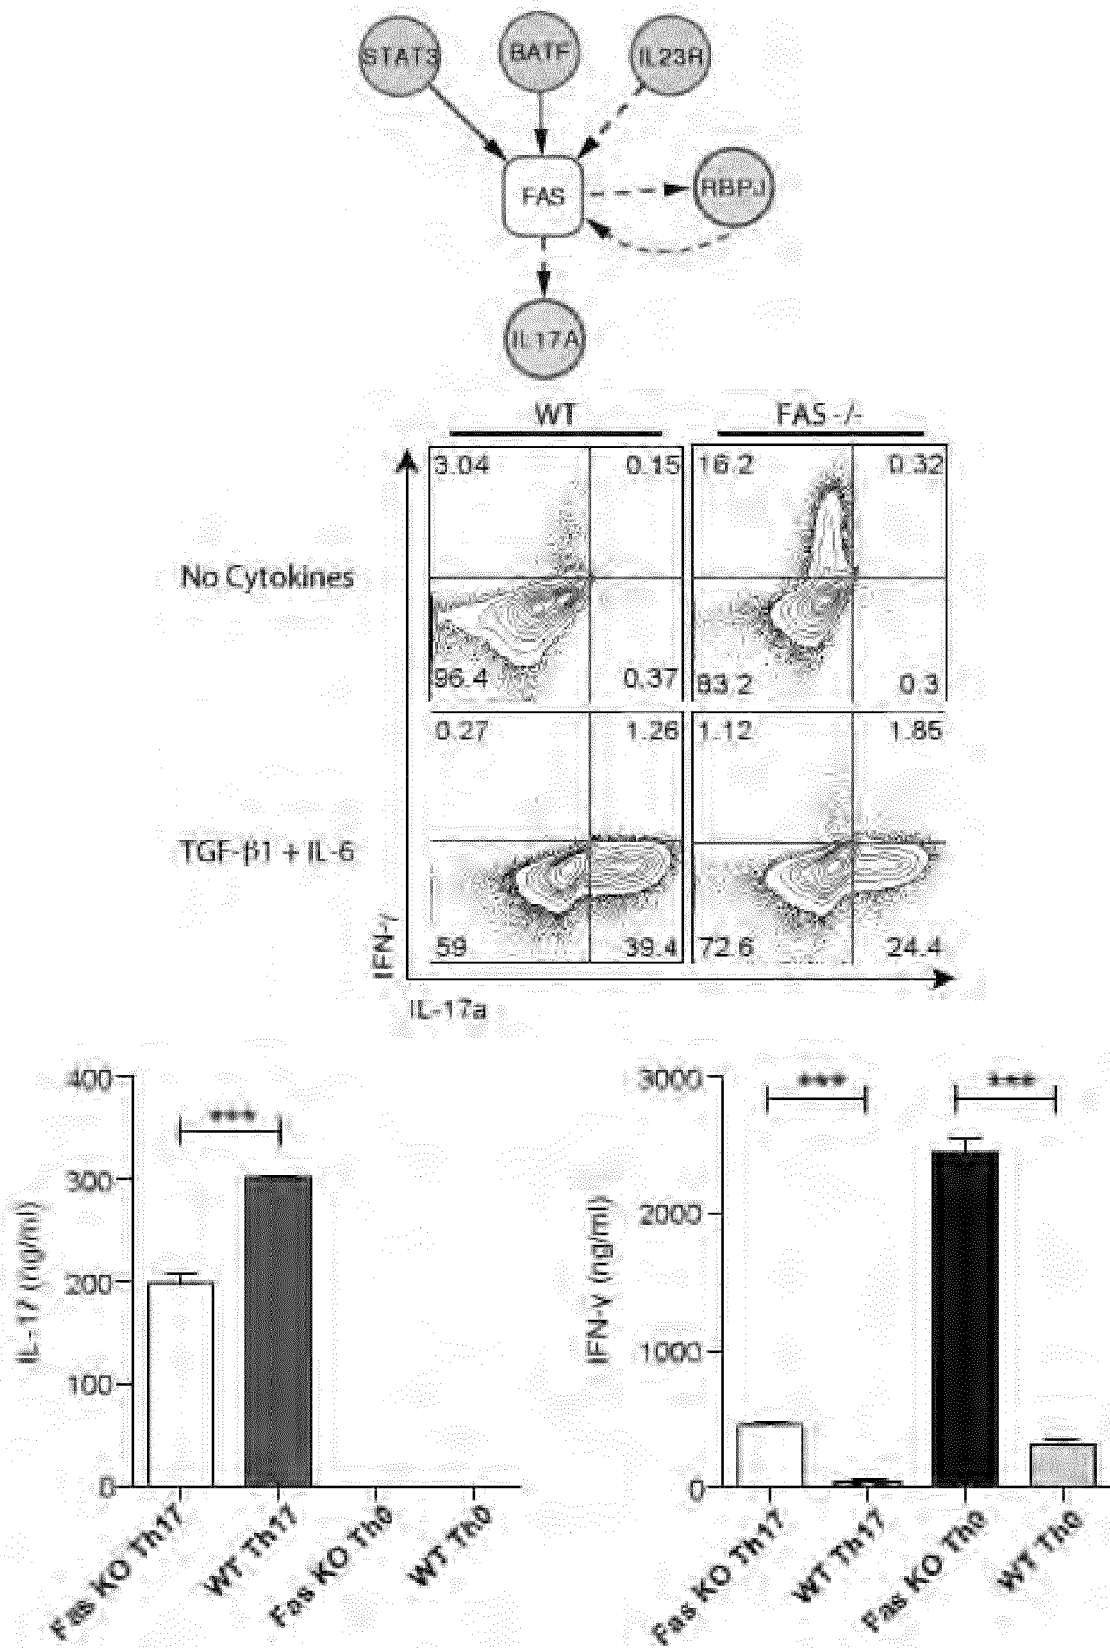 STAT3 BATF IL23R
FAS RBPJ
IL17A
WT FAS -/-
3.04 0.15 16.2 0.32
No Cytokines
96.4 0.37 83.2 0.3
0.27 1.26 1.12 1.85
TGF-β1 + IL-6
59 39.4 72.6 24.4
IFN-γ
IL-17a
400
300
200
100
0
IL-17 (ng/ml)
***
Fas KO Th17
WT Th17
Fas KO Th0
WT Th0
3000
2000
1000
0
IFN-γ (ng/ml)
*** ***
Fas KO Th17
WT Th17
Fas KO Th0
WT Th0